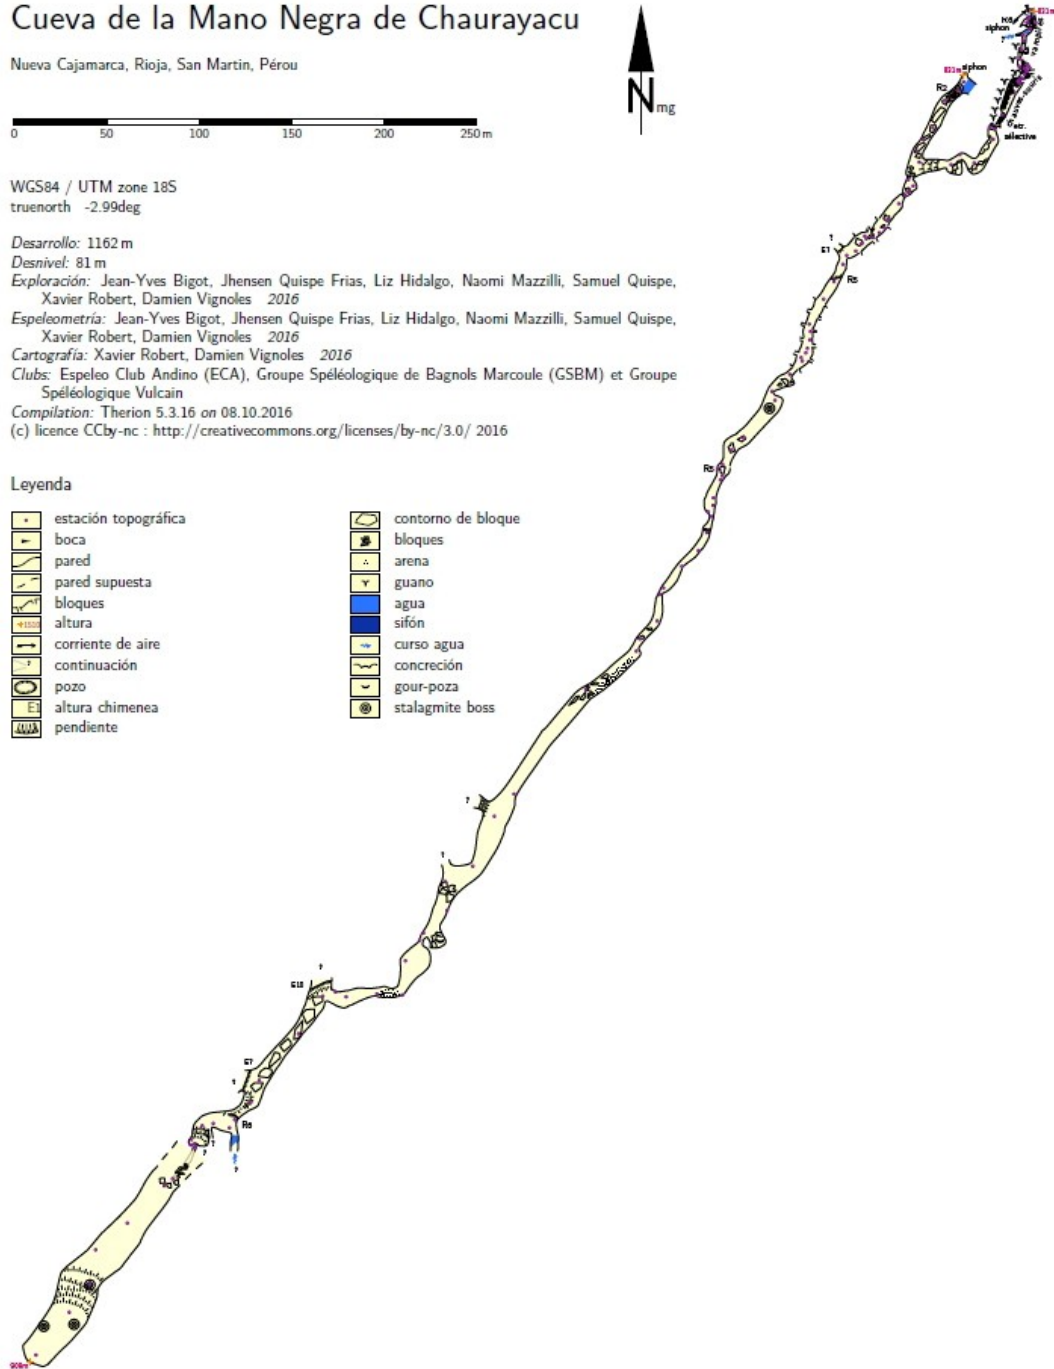 Cueva de la Mano Negra de Chaurayacu
Nueva Cajamarca, Rioja, San Martin, Pérou
N mg
0 50 100 150 200 250 m
WGS84 / UTM zone 18S
truenorth -2.99deg
Desarrollo: 1162 m
Desnivel: 81 m
Exploración: Jean-Yves Bigot, Jhensen Quispe Frias, Liz Hidalgo, Naomi Mazzilli, Samuel Quispe,
Xavier Robert, Damien Vignoles 2016
Espeleometría: Jean-Yves Bigot, Jhensen Quispe Frias, Liz Hidalgo, Naomi Mazzilli, Samuel Quispe,
Xavier Robert, Damien Vignoles 2016
Cartografía: Xavier Robert, Damien Vignoles 2016
Clubs: Espeleo Club Andino (ECA), Groupe Spéléologique de Bagnols Marcoule (GSBM) et Groupe
Spéléologique Vulcain
Compilation: Therion 5.3.16 on 08.10.2016
(c) licence CCby-nc : http://creativecommons.org/licenses/by-nc/3.0/ 2016
Leyenda
estación topográfica
boca
pared
pared supuesta
bloques
altura
corriente de aire
? continuación
pozo
E1 altura chimenea
pendiente
contorno de bloque
bloques
arena
guano
agua
sifón
curso agua
concreción
gour-poza
stalagmite boss
siphon
siphon
R2
etr.
sélective
?
E7
R5
R5
?
?
?
E10
E7
?
R6
?
?
?